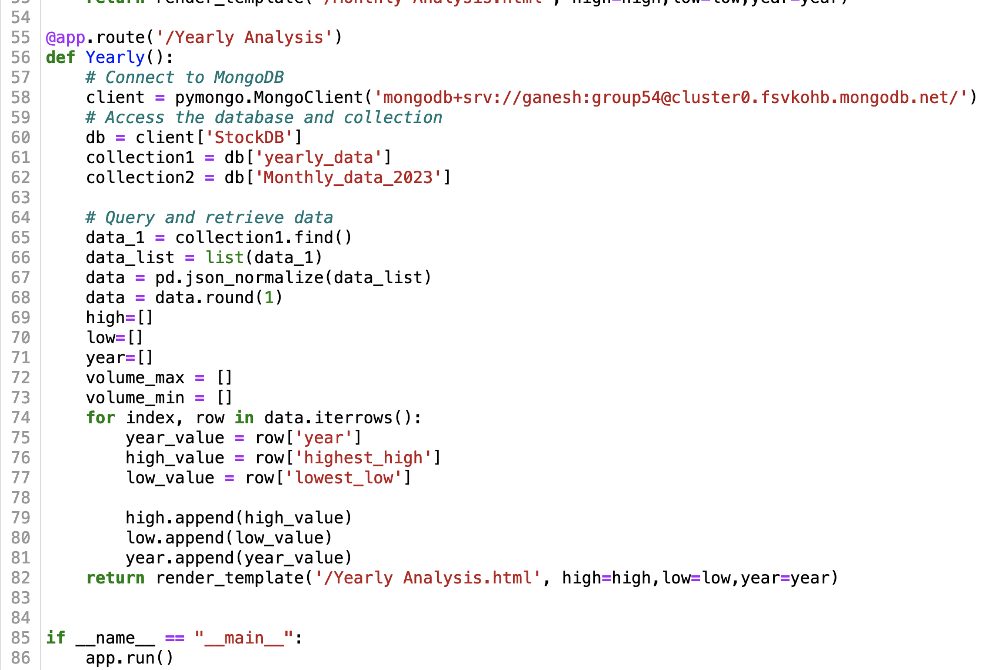 53     return render_template('/Monthly Analysis.html', high=high,low=low,year=year)
54
55 @app.route('/Yearly Analysis')
56 def Yearly():
57     # Connect to MongoDB
58     client = pymongo.MongoClient('mongodb+srv://ganesh:group54@cluster0.fsvkohb.mongodb.net/')
59     # Access the database and collection
60     db = client['StockDB']
61     collection1 = db['yearly_data']
62     collection2 = db['Monthly_data_2023']
63
64     # Query and retrieve data
65     data_1 = collection1.find()
66     data_list = list(data_1)
67     data = pd.json_normalize(data_list)
68     data = data.round(1)
69     high=[]
70     low=[]
71     year=[]
72     volume_max = []
73     volume_min = []
74     for index, row in data.iterrows():
75         year_value = row['year']
76         high_value = row['highest_high']
77         low_value = row['lowest_low']
78
79         high.append(high_value)
80         low.append(low_value)
81         year.append(year_value)
82     return render_template('/Yearly Analysis.html', high=high,low=low,year=year)
83
84
85 if __name__ == "__main__":
86     app.run()